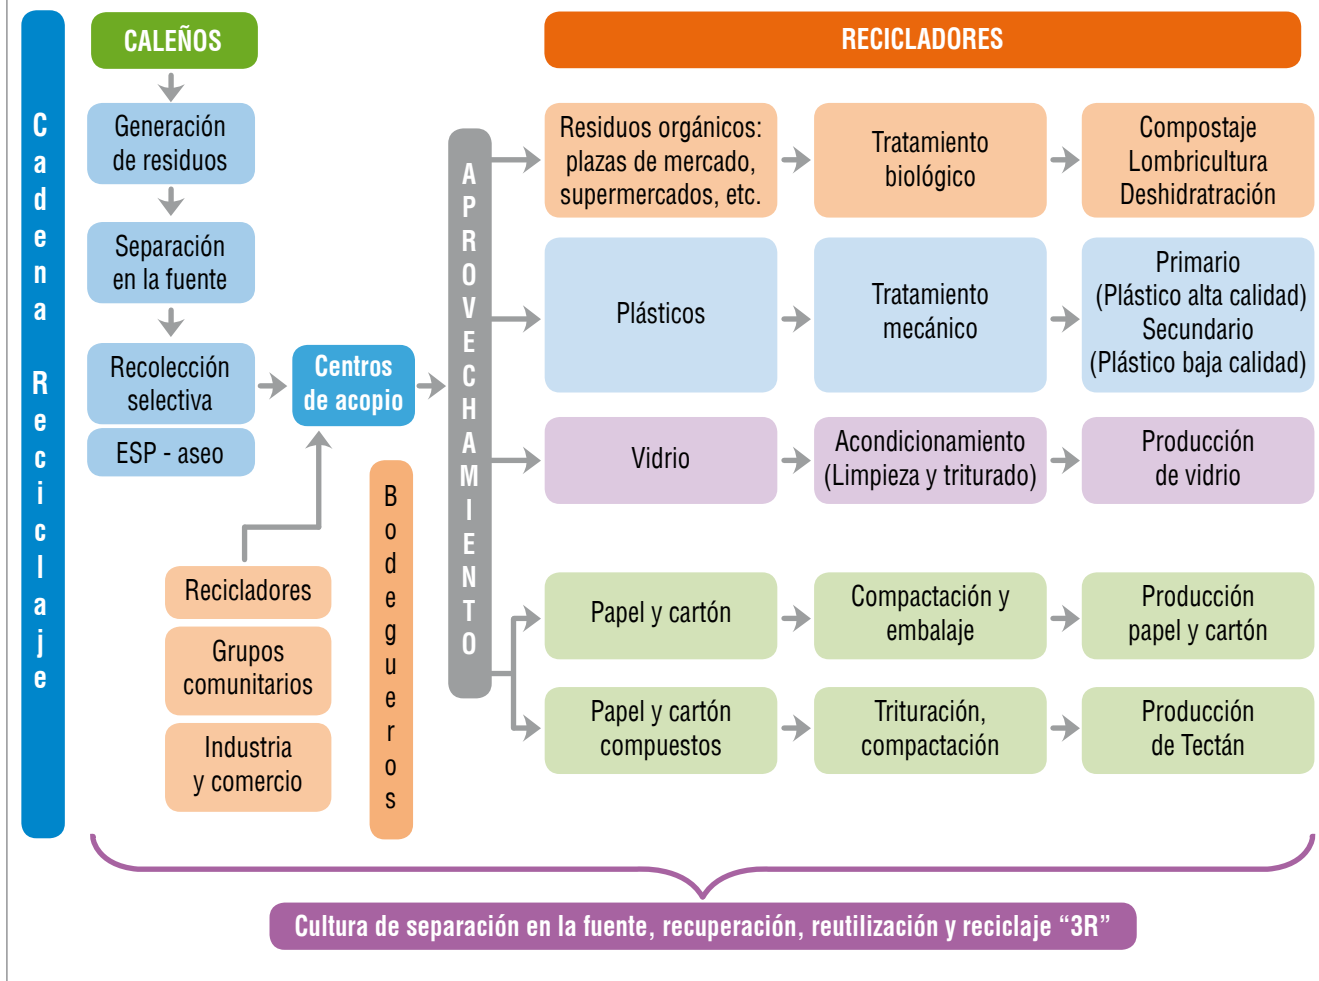 Cadena Reciclaje
CALEÑOS
Generación
de residuos
Separación
en la fuente
Recolección
selectiva
ESP - aseo
Centros
de acopio
Recicladores
Grupos
comunitarios
Industria
y comercio
Bodegueros
APROVECHAMIENTO
RECICLADORES
Residuos orgánicos:
plazas de mercado,
supermercados, etc.
Tratamiento
biológico
Compostaje
Lombricultura
Deshidratración
Plásticos
Tratamiento
mecánico
Primario
(Plástico alta calidad)
Secundario
(Plástico baja calidad)
Vidrio
Acondicionamiento
(Limpieza y triturado)
Producción
de vidrio
Papel y cartón
Compactación y
embalaje
Producción
papel y cartón
Papel y cartón
compuestos
Trituración,
compactación
Producción
de Tectán
Cultura de separación en la fuente, recuperación, reutilización y reciclaje “3R”